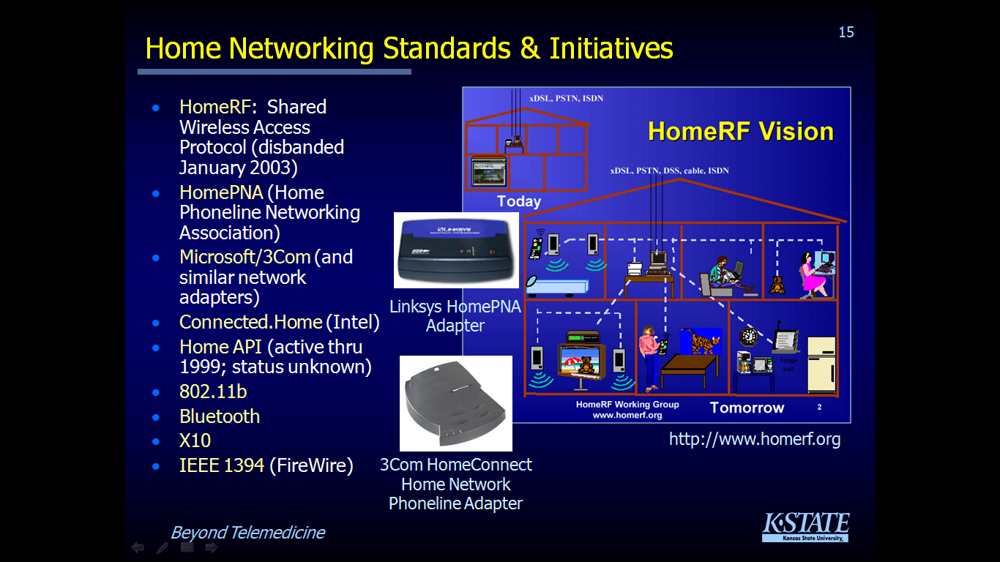 15
Home Networking Standards & Initiatives
HomeRF: Shared
Wireless Access
Protocol (disbanded
January 2003)
HomePNA (Home
Phoneline Networking
Association)
Microsoft/3Com (and
similar network
adapters)
Connected.Home (Intel)
Home API (active thru
1999; status unknown)
802.11b
Bluetooth
X10
IEEE 1394 (FireWire)
xDSL, PSTN, ISDN
HomeRF Vision
xDSL, PSTN, DSS, cable, ISDN
Today
LINKSYS
Linksys HomePNA
Adapter
Fridge
pad
HomeRF Working Group
www.homerf.org
Tomorrow
2
http://www.homerf.org
3Com HomeConnect
Home Network
Phoneline Adapter
Beyond Telemedicine
K-STATE
Kansas State University